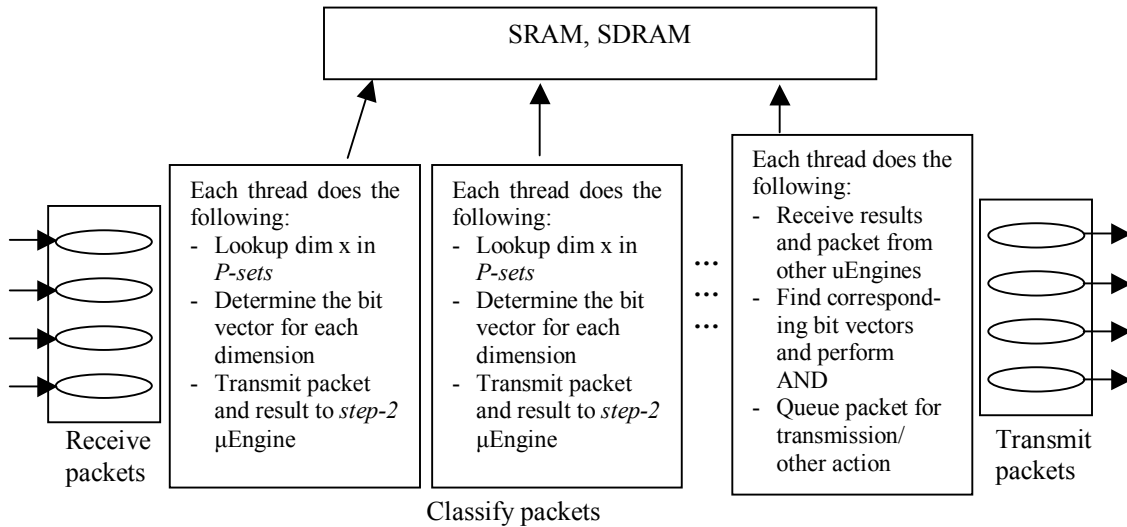 SRAM, SDRAM
Each thread does the
following:
- Lookup dim x in
P-sets
- Determine the bit
vector for each
dimension
- Transmit packet
and result to step-2
μEngine
Each thread does the
following:
- Lookup dim x in
P-sets
- Determine the bit
vector for each
dimension
- Transmit packet
and result to step-2
μEngine
...
...
...
Each thread does the
following:
- Receive results
and packet from
other uEngines
- Find correspond-
ing bit vectors
and perform
AND
- Queue packet for
transmission/
other action
Receive
packets
Transmit
packets
Classify packets